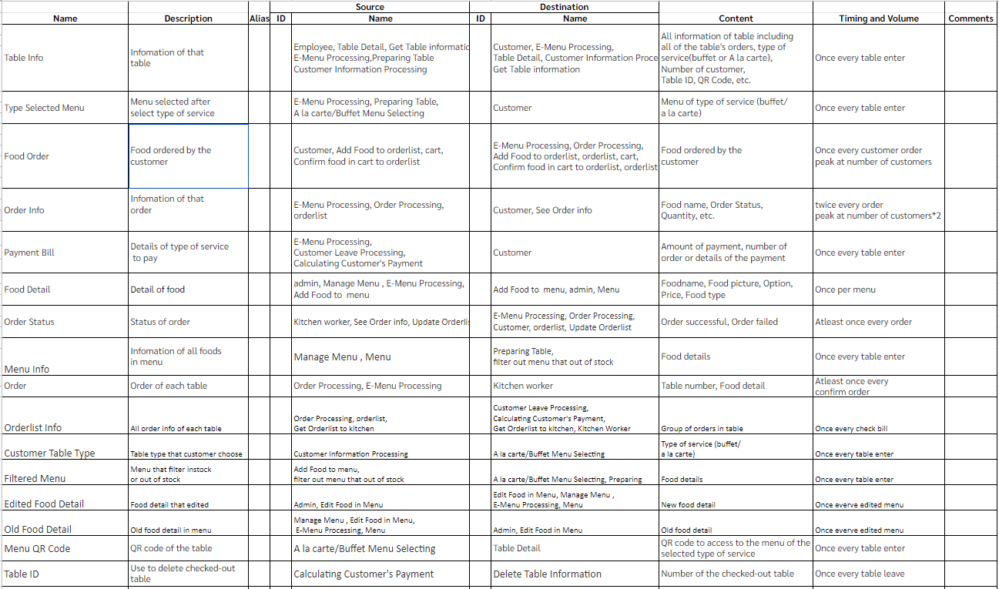 Source Destination
Name Description Alias ID Name ID Name Content Timing and Volume Comments
Table Info
Infomation of that
table
Employee, Table Detail, Get Table informatic
E-Menu Processing,Preparing Table
Customer Information Processing
Customer, E-Menu Processing,
Table Detail, Customer Information Proce
Get Table information
All information of table including
all of the table's orders, type of
service(buffet or A la carte),
Number of customer,
Table ID, QR Code, etc.
Once every table enter
Type Selected Menu
Menu selected after
select type of service
E-Menu Processing, Preparing Table,
A la carte/Buffet Menu Selecting
Customer
Menu of type of service (buffet/
a la carte)
Once every table enter
Food Order
Food ordered by the
customer
Customer, Add Food to orderlist, cart,
Confirm food in cart to orderlist
E-Menu Processing, Order Processing,
Add Food to orderlist, orderlist, cart,
Confirm food in cart to orderlist, orderlist
Food ordered by the
customer
Once every customer order
peak at number of customers
Order Info
Infomation of that
order
E-Menu Processing, Order Processing,
orderlist
Customer, See Order info
Food name, Order Status,
Quantity, etc.
twice every order
peak at number of customers*2
Payment Bill
Details of type of service
to pay
E-Menu Processing,
Customer Leave Processing,
Calculating Customer's Payment
Customer
Amount of payment, number of
order or details of the payment
Once every table enter
Food Detail
Detail of food
admin, Manage Menu , E-Menu Processing,
Add Food to menu
Add Food to menu, admin, Menu
Foodname, Food picture, Option,
Price, Food type
Once per menu
Order Status
Status of order
Kitchen worker, See Order info, Update Orderlis
E-Menu Processing, Order Processing,
Customer, orderlist, Update Orderlist
Order successful, Order failed
Atleast once every order
Menu Info
Infomation of all foods
in menu
Manage Menu , Menu
Preparing Table,
filter out menu that out of stock
Food details
Once every table enter
Order
Order of each table
Order Processing, E-Menu Processing
Kitchen worker
Table number, Food detail
Atleast once every
confirm order
Orderlist Info
All order info of each table
Order Processing, orderlist,
Get Orderlist to kitchen
Customer Leave Processing,
Calculating Customer's Payment,
Get Orderlist to kitchen, Kitchen Worker
Group of orders in table
Once every check bill
Customer Table Type
Table type that customer choose
Customer Information Processing
A la carte/Buffet Menu Selecting
Type of service (buffet/
a la carte)
Once every table enter
Filtered Menu
Menu that filter instock
or out of stock
Add Food to menu,
filter out menu that out of stock
A la carte/Buffet Menu Selecting, Preparing
Food details
Once every table enter
Edited Food Detail
Food detail that edited
Admin, Edit Food in Menu
Edit Food in Menu, Manage Menu ,
E-Menu Processing, Menu
New food detail
Once everve edited menu
Old Food Detail
Old food detail in menu
Manage Menu , Edit Food in Menu,
E-Menu Processing, Menu
Admin, Edit Food in Menu
Old food detail
Once everve edited menu
Menu QR Code
QR code of the table
A la carte/Buffet Menu Selecting
Table Detail
QR code to access to the menu of the
selected type of service
Once every table enter
Table ID
Use to delete checked-out
table
Calculating Customer's Payment
Delete Table Information
Number of the checked-out table
Once every table leave